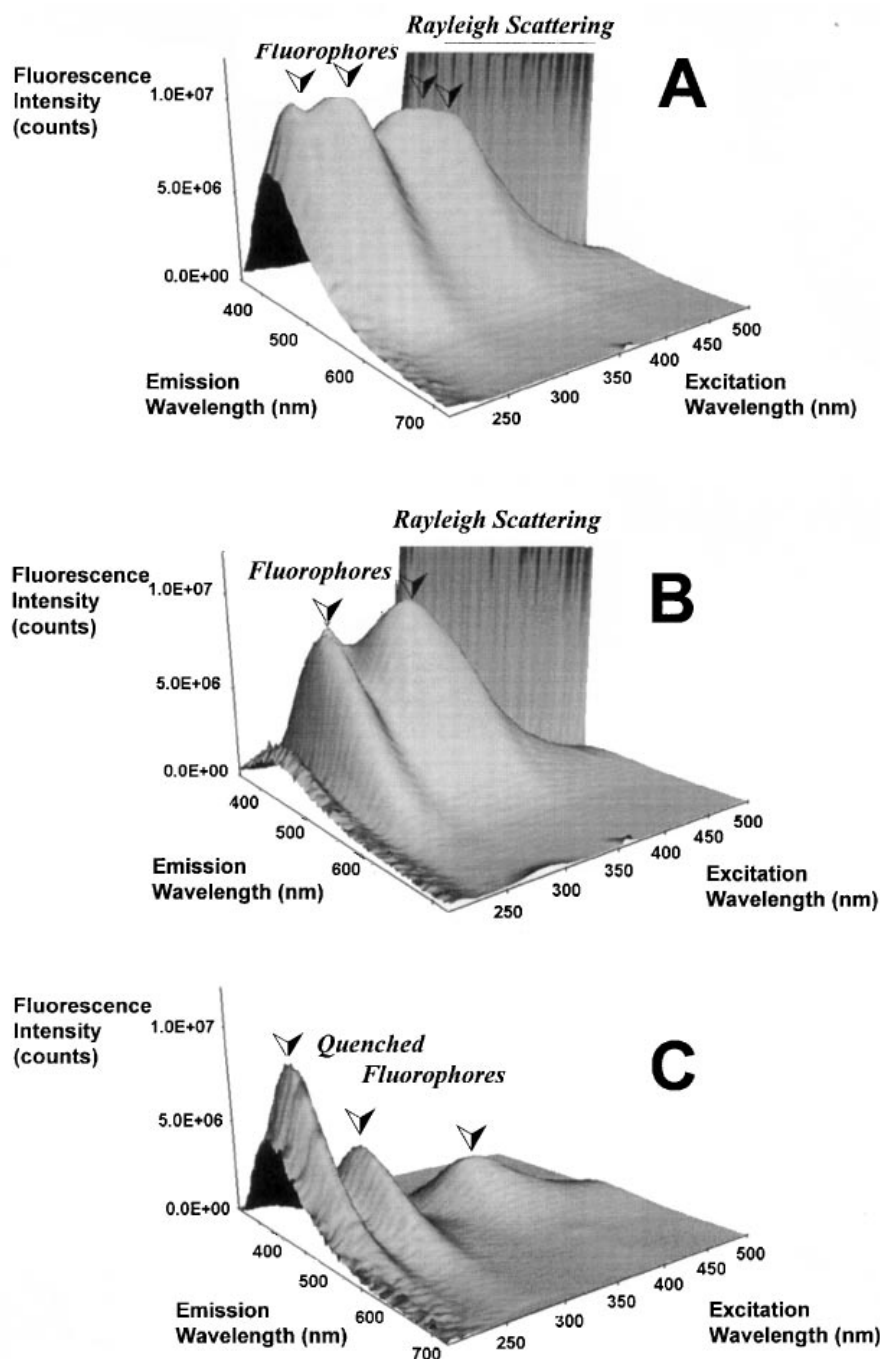 Rayleigh Scattering
Fluorophores
A
Fluorescence
Intensity
(counts)
1.0E+07
5.0E+06
0.0E+00
400
500
600
700
Emission
Wavelength (nm)
250
300
350
400
450
500
Excitation
Wavelength (nm)
Rayleigh Scattering
Fluorophores
B
Fluorescence
Intensity
(counts)
1.0E+07
5.0E+06
0.0E+00
400
500
600
Emission
Wavelength (nm)
250
300
350
400
450
500
Excitation
Wavelength (nm)
Fluorescence
Intensity
(counts)
1.0E+07
Quenched
Fluorophores
C
5.0E+06
0.0E+00
400
500
600
700
Emission
Wavelength (nm)
250
300
350
400
450
500
Excitation
Wavelength (nm)